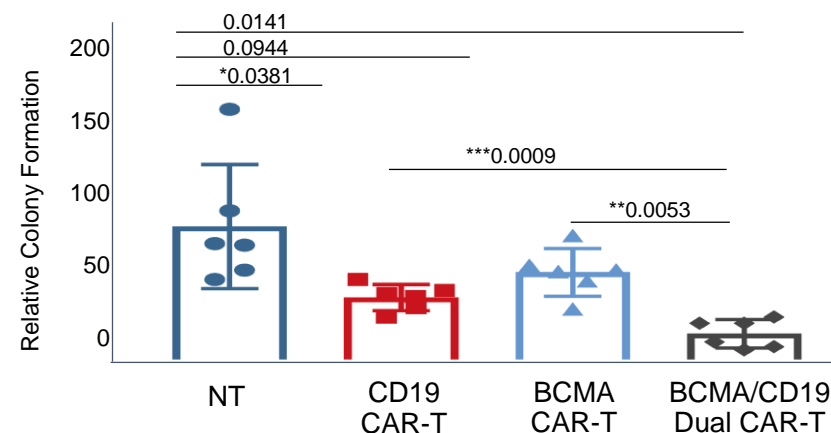 0.0141
0.0944
*0.0381
***0.0009
**0.0053
Relative Colony Formation
200
150
100
50
0
NT
CD19
CAR-T
BCMA
CAR-T
BCMA/CD19
Dual CAR-T